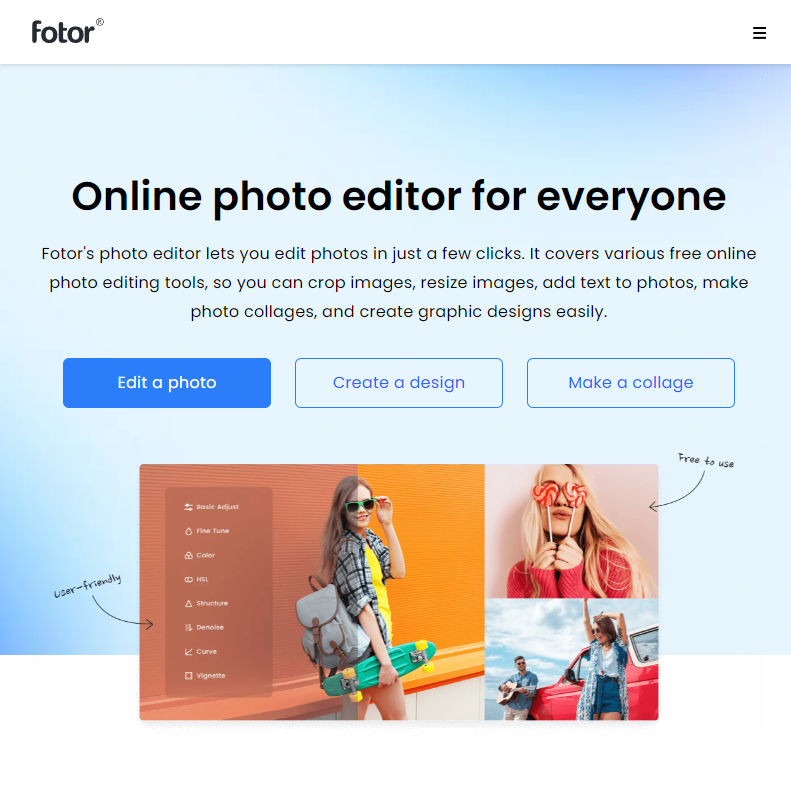 fotor®
Online photo editor for everyone
Fotor's photo editor lets you edit photos in just a few clicks. It covers various free online
photo editing tools, so you can crop images, resize images, add text to photos, make
photo collages, and create graphic designs easily.
Edit a photo
Create a design
Make a collage
Free to use
Basic Adjust
Fine Tune
Color
HSL
Structure
Denoise
Curve
Vignette
User-friendly